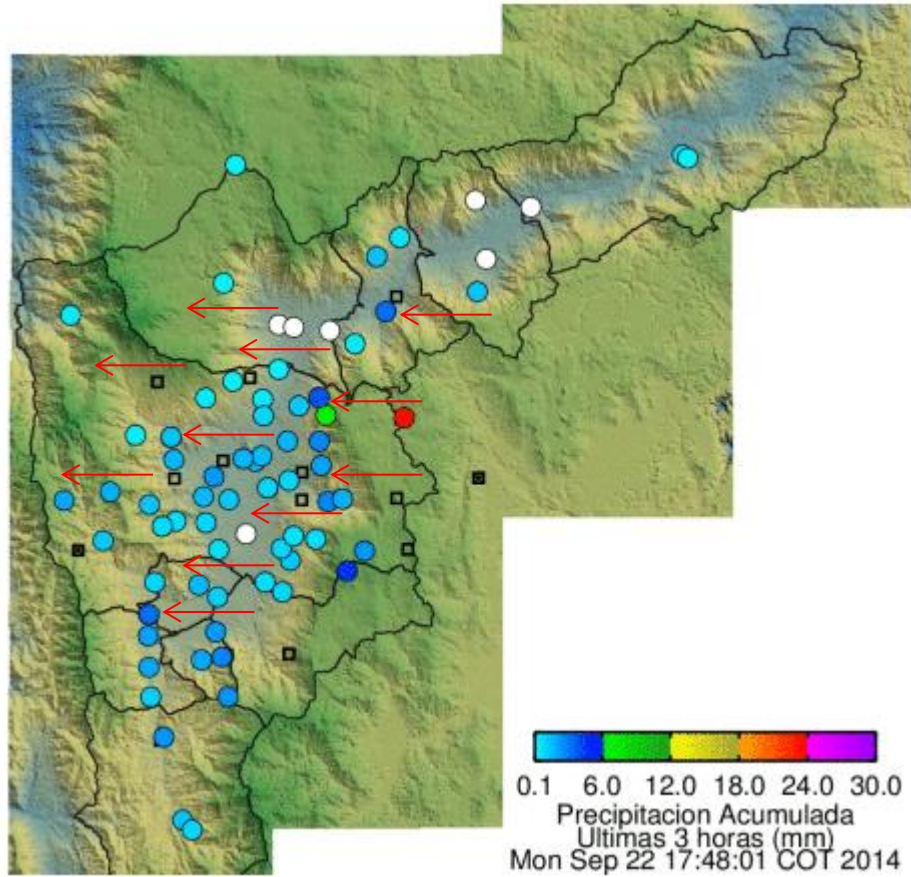 0.1 6.0 12.0 18.0 24.0 30.0
Precipitacion Acumulada
Ultimas 3 horas (mm)
Mon Sep 22 17:48:01 COT 2014